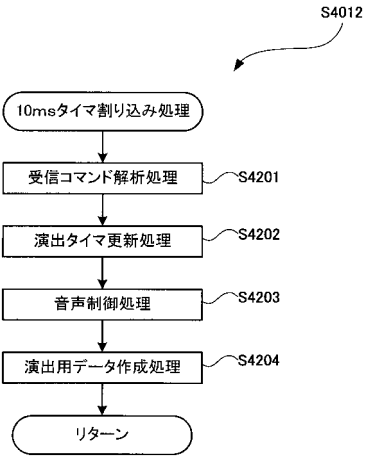 S4012
10msタイマ割り込み処理
受信コマンド解析処理
S4201
演出タイマ更新処理
S4202
音声制御処理
S4203
演出用データ作成処理
S4204
リターン